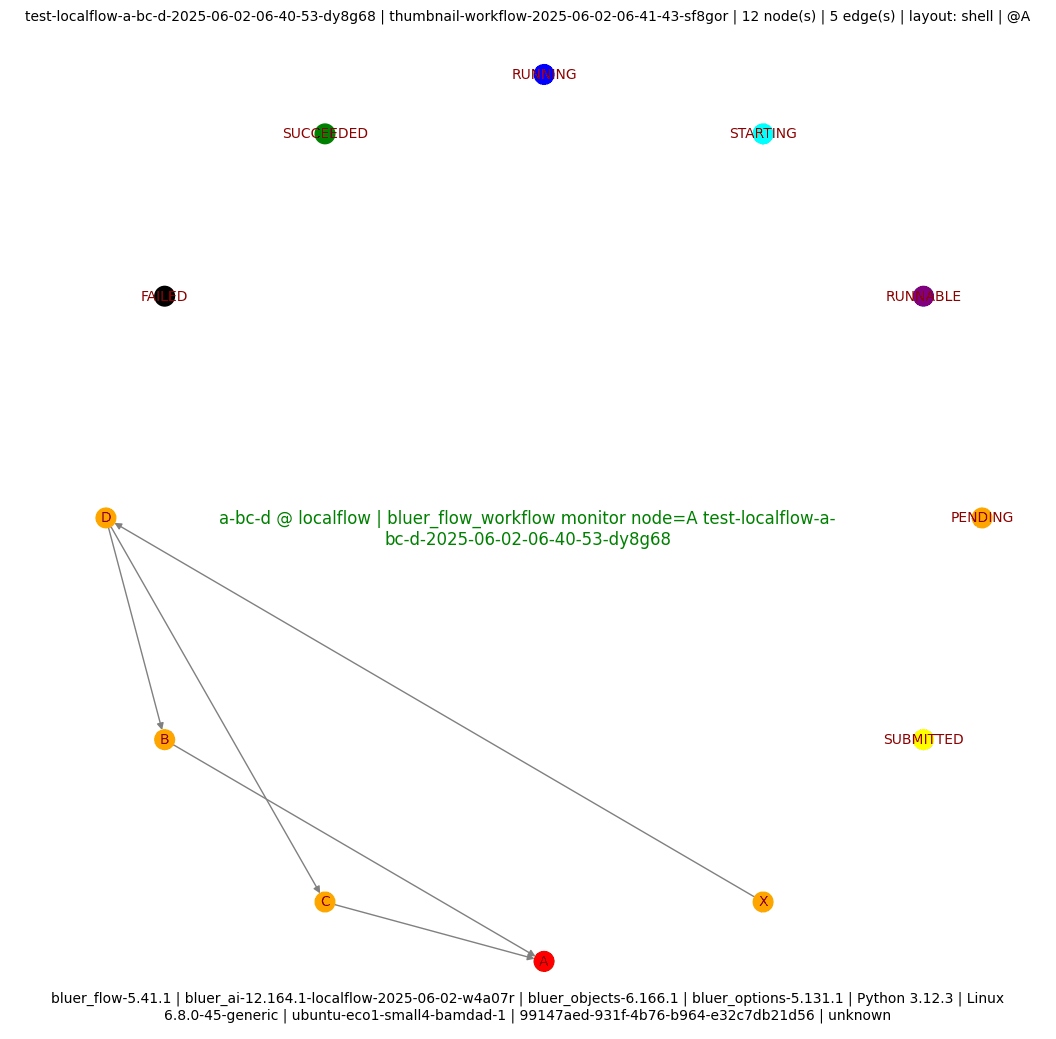 test-localflow-a-bc-d-2025-06-02-06-40-53-dy8g68 | thumbnail-workflow-2025-06-02-06-41-43-sf8gor | 12 node(s) | 5 edge(s) | layout: shell | @A
RUNNING
SUCCEEDED
STARTING
FAILED
RUNNABLE
D
a-bc-d @ localflow | bluer_flow_workflow monitor node=A test-localflow-a-
bc-d-2025-06-02-06-40-53-dy8g68
PENDING
B
SUBMITTED
C
X
A
bluer_flow-5.41.1 | bluer_ai-12.164.1-localflow-2025-06-02-w4a07r | bluer_objects-6.166.1 | bluer_options-5.131.1 | Python 3.12.3 | Linux
6.8.0-45-generic | ubuntu-eco1-small4-bamdad-1 | 99147aed-931f-4b76-b964-e32c7db21d56 | unknown